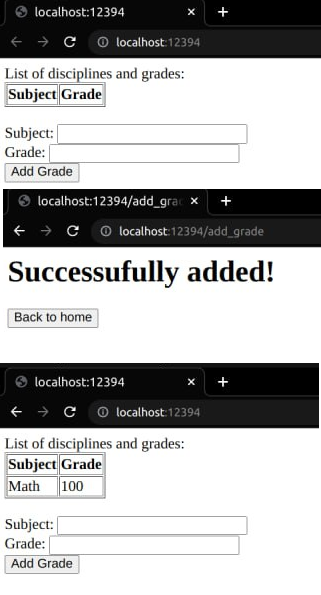 localhost:12394
localhost:12394
List of disciplines and grades:
Subject Grade
Subject:
Grade:
Add Grade
localhost:12394/add_gra
localhost:12394/add_grade
Successufully added!
Back to home
localhost:12394
localhost:12394
List of disciplines and grades:
Subject Grade
Math 100
Subject:
Grade:
Add Grade